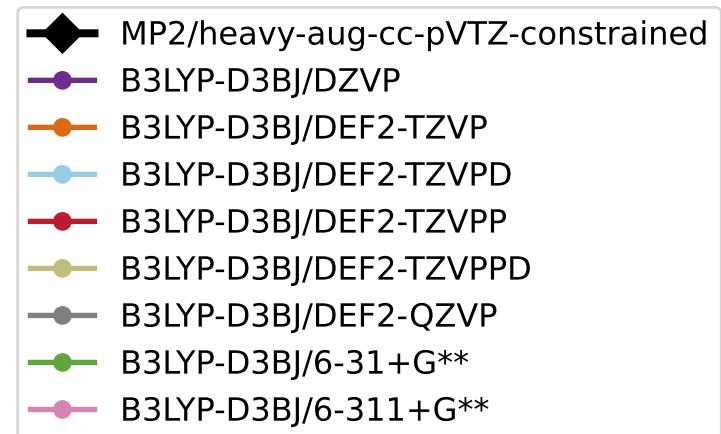 MP2/heavy-aug-cc-pVTZ-constrained
B3LYP-D3BJ/DZVP
B3LYP-D3BJ/DEF2-TZVP
B3LYP-D3BJ/DEF2-TZVPD
B3LYP-D3BJ/DEF2-TZVPP
B3LYP-D3BJ/DEF2-TZVPPD
B3LYP-D3BJ/DEF2-QZVP
B3LYP-D3BJ/6-31+G**
B3LYP-D3BJ/6-311+G**